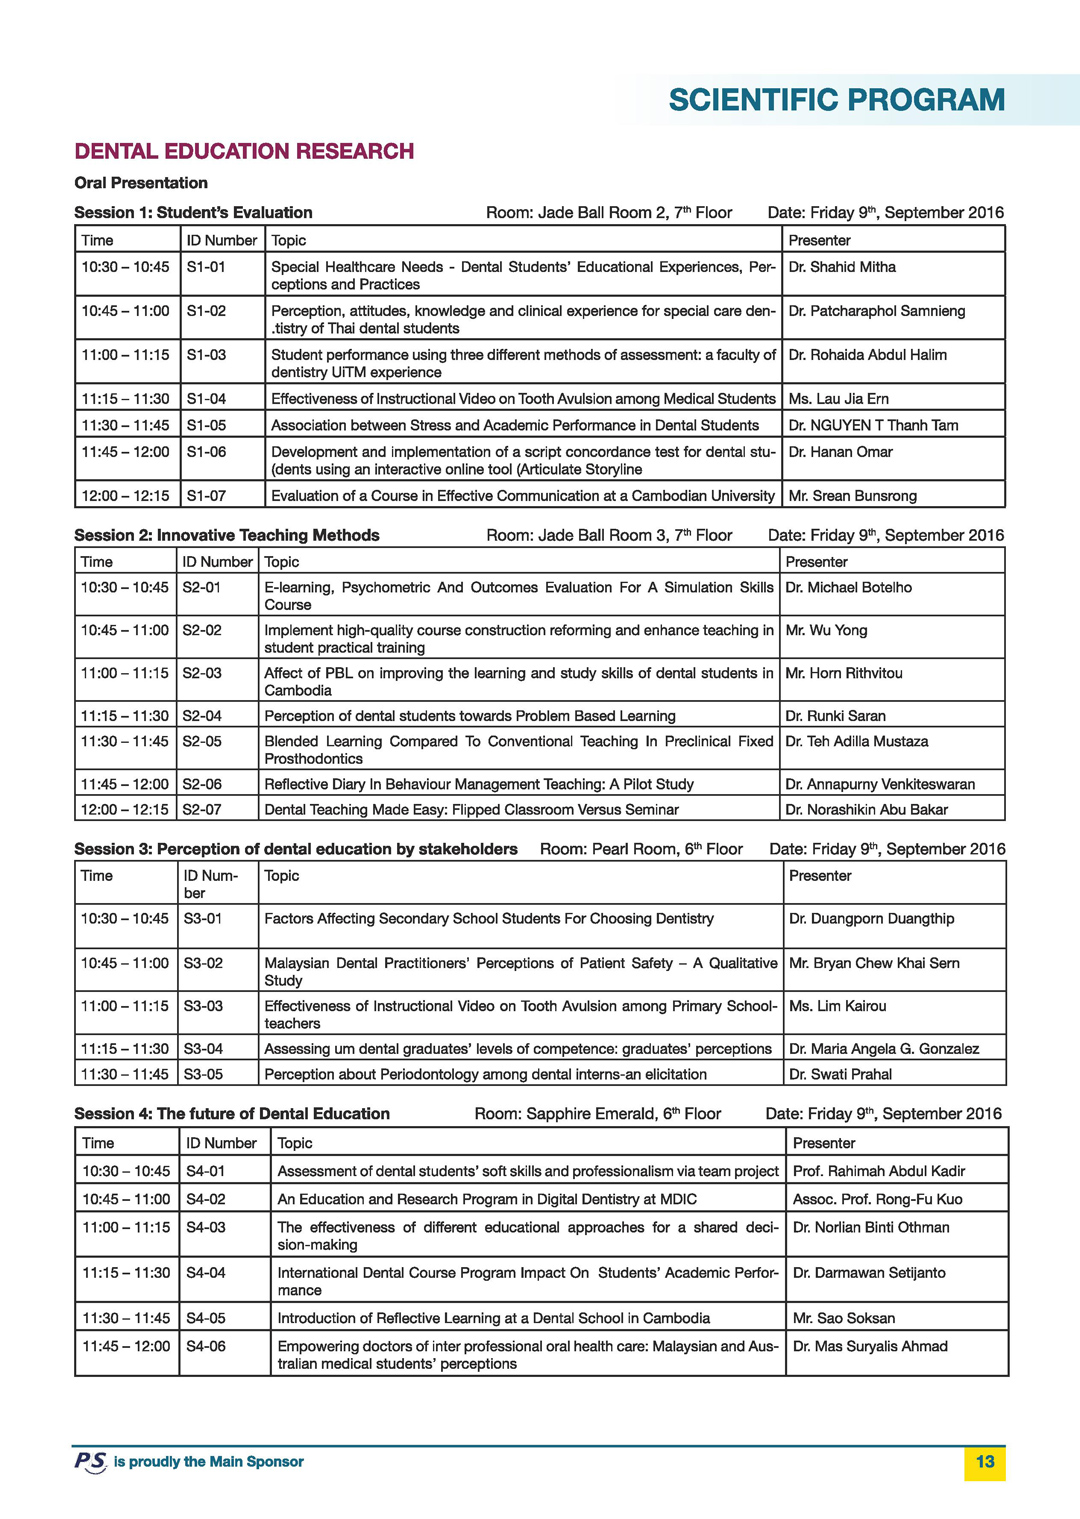 SCIENTIFIC PROGRAM
DENTAL EDUCATION RESEARCH
Oral Presentation
Session 1: Student's Evaluation Room: Jade Ball Room 2, 7th Floor Date: Friday 9th, September 2016
Time ID Number Topic Presenter
10:30 – 10:45 S1-01 Special Healthcare Needs - Dental Students' Educational Experiences, Per- Dr. Shahid Mitha
ceptions and Practices
10:45 – 11:00 S1-02 Perception, attitudes, knowledge and clinical experience for special care den- Dr. Patcharaphol Samnieng
.tistry of Thai dental students
11:00 – 11:15 S1-03 Student performance using three different methods of assessment: a faculty of Dr. Rohaida Abdul Halim
dentistry UiTM experience
11:15 – 11:30 S1-04 Effectiveness of Instructional Video on Tooth Avulsion among Medical Students Ms. Lau Jia Ern
11:30 – 11:45 S1-05 Association between Stress and Academic Performance in Dental Students Dr. NGUYEN T Thanh Tam
11:45 – 12:00 S1-06 Development and implementation of a script concordance test for dental stu- Dr. Hanan Omar
(dents using an interactive online tool (Articulate Storyline
12:00 – 12:15 S1-07 Evaluation of a Course in Effective Communication at a Cambodian University Mr. Srean Bunsrong
Session 2: Innovative Teaching Methods Room: Jade Ball Room 3, 7th Floor Date: Friday 9th, September 2016
Time ID Number Topic Presenter
10:30 – 10:45 S2-01 E-learning, Psychometric And Outcomes Evaluation For A Simulation Skills Dr. Michael Botelho
Course
10:45 – 11:00 S2-02 Implement high-quality course construction reforming and enhance teaching in Mr. Wu Yong
student practical training
11:00 – 11:15 S2-03 Affect of PBL on improving the learning and study skills of dental students in Mr. Horn Rithvitou
Cambodia
11:15 – 11:30 S2-04 Perception of dental students towards Problem Based Learning Dr. Runki Saran
11:30 – 11:45 S2-05 Blended Learning Compared To Conventional Teaching In Preclinical Fixed Dr. Teh Adilla Mustaza
Prosthodontics
11:45 – 12:00 S2-06 Reflective Diary In Behaviour Management Teaching: A Pilot Study Dr. Annapurny Venkiteswaran
12:00 – 12:15 S2-07 Dental Teaching Made Easy: Flipped Classroom Versus Seminar Dr. Norashikin Abu Bakar
Session 3: Perception of dental education by stakeholders Room: Pearl Room, 6th Floor Date: Friday 9th, September 2016
Time ID Num- Topic Presenter
ber
10:30 – 10:45 S3-01 Factors Affecting Secondary School Students For Choosing Dentistry Dr. Duangporn Duangthip
10:45 – 11:00 S3-02 Malaysian Dental Practitioners' Perceptions of Patient Safety – A Qualitative Mr. Bryan Chew Khai Sern
Study
11:00 – 11:15 S3-03 Effectiveness of Instructional Video on Tooth Avulsion among Primary School- Ms. Lim Kairou
teachers
11:15 – 11:30 S3-04 Assessing um dental graduates' levels of competence: graduates' perceptions Dr. Maria Angela G. Gonzalez
11:30 – 11:45 S3-05 Perception about Periodontology among dental interns-an elicitation Dr. Swati Prahal
Session 4: The future of Dental Education Room: Sapphire Emerald, 6th Floor Date: Friday 9th, September 2016
Time ID Number Topic Presenter
10:30 – 10:45 S4-01 Assessment of dental students' soft skills and professionalism via team project Prof. Rahimah Abdul Kadir
10:45 – 11:00 S4-02 An Education and Research Program in Digital Dentistry at MDIC Assoc. Prof. Rong-Fu Kuo
11:00 – 11:15 S4-03 The effectiveness of different educational approaches for a shared deci- Dr. Norlian Binti Othman
sion-making
11:15 – 11:30 S4-04 International Dental Course Program Impact On Students' Academic Perfor- Dr. Darmawan Setijanto
mance
11:30 – 11:45 S4-05 Introduction of Reflective Learning at a Dental School in Cambodia Mr. Sao Soksan
11:45 – 12:00 S4-06 Empowering doctors of inter professional oral health care: Malaysian and Aus- Dr. Mas Suryalis Ahmad
tralian medical students' perceptions
P.S. is proudly the Main Sponsor 13